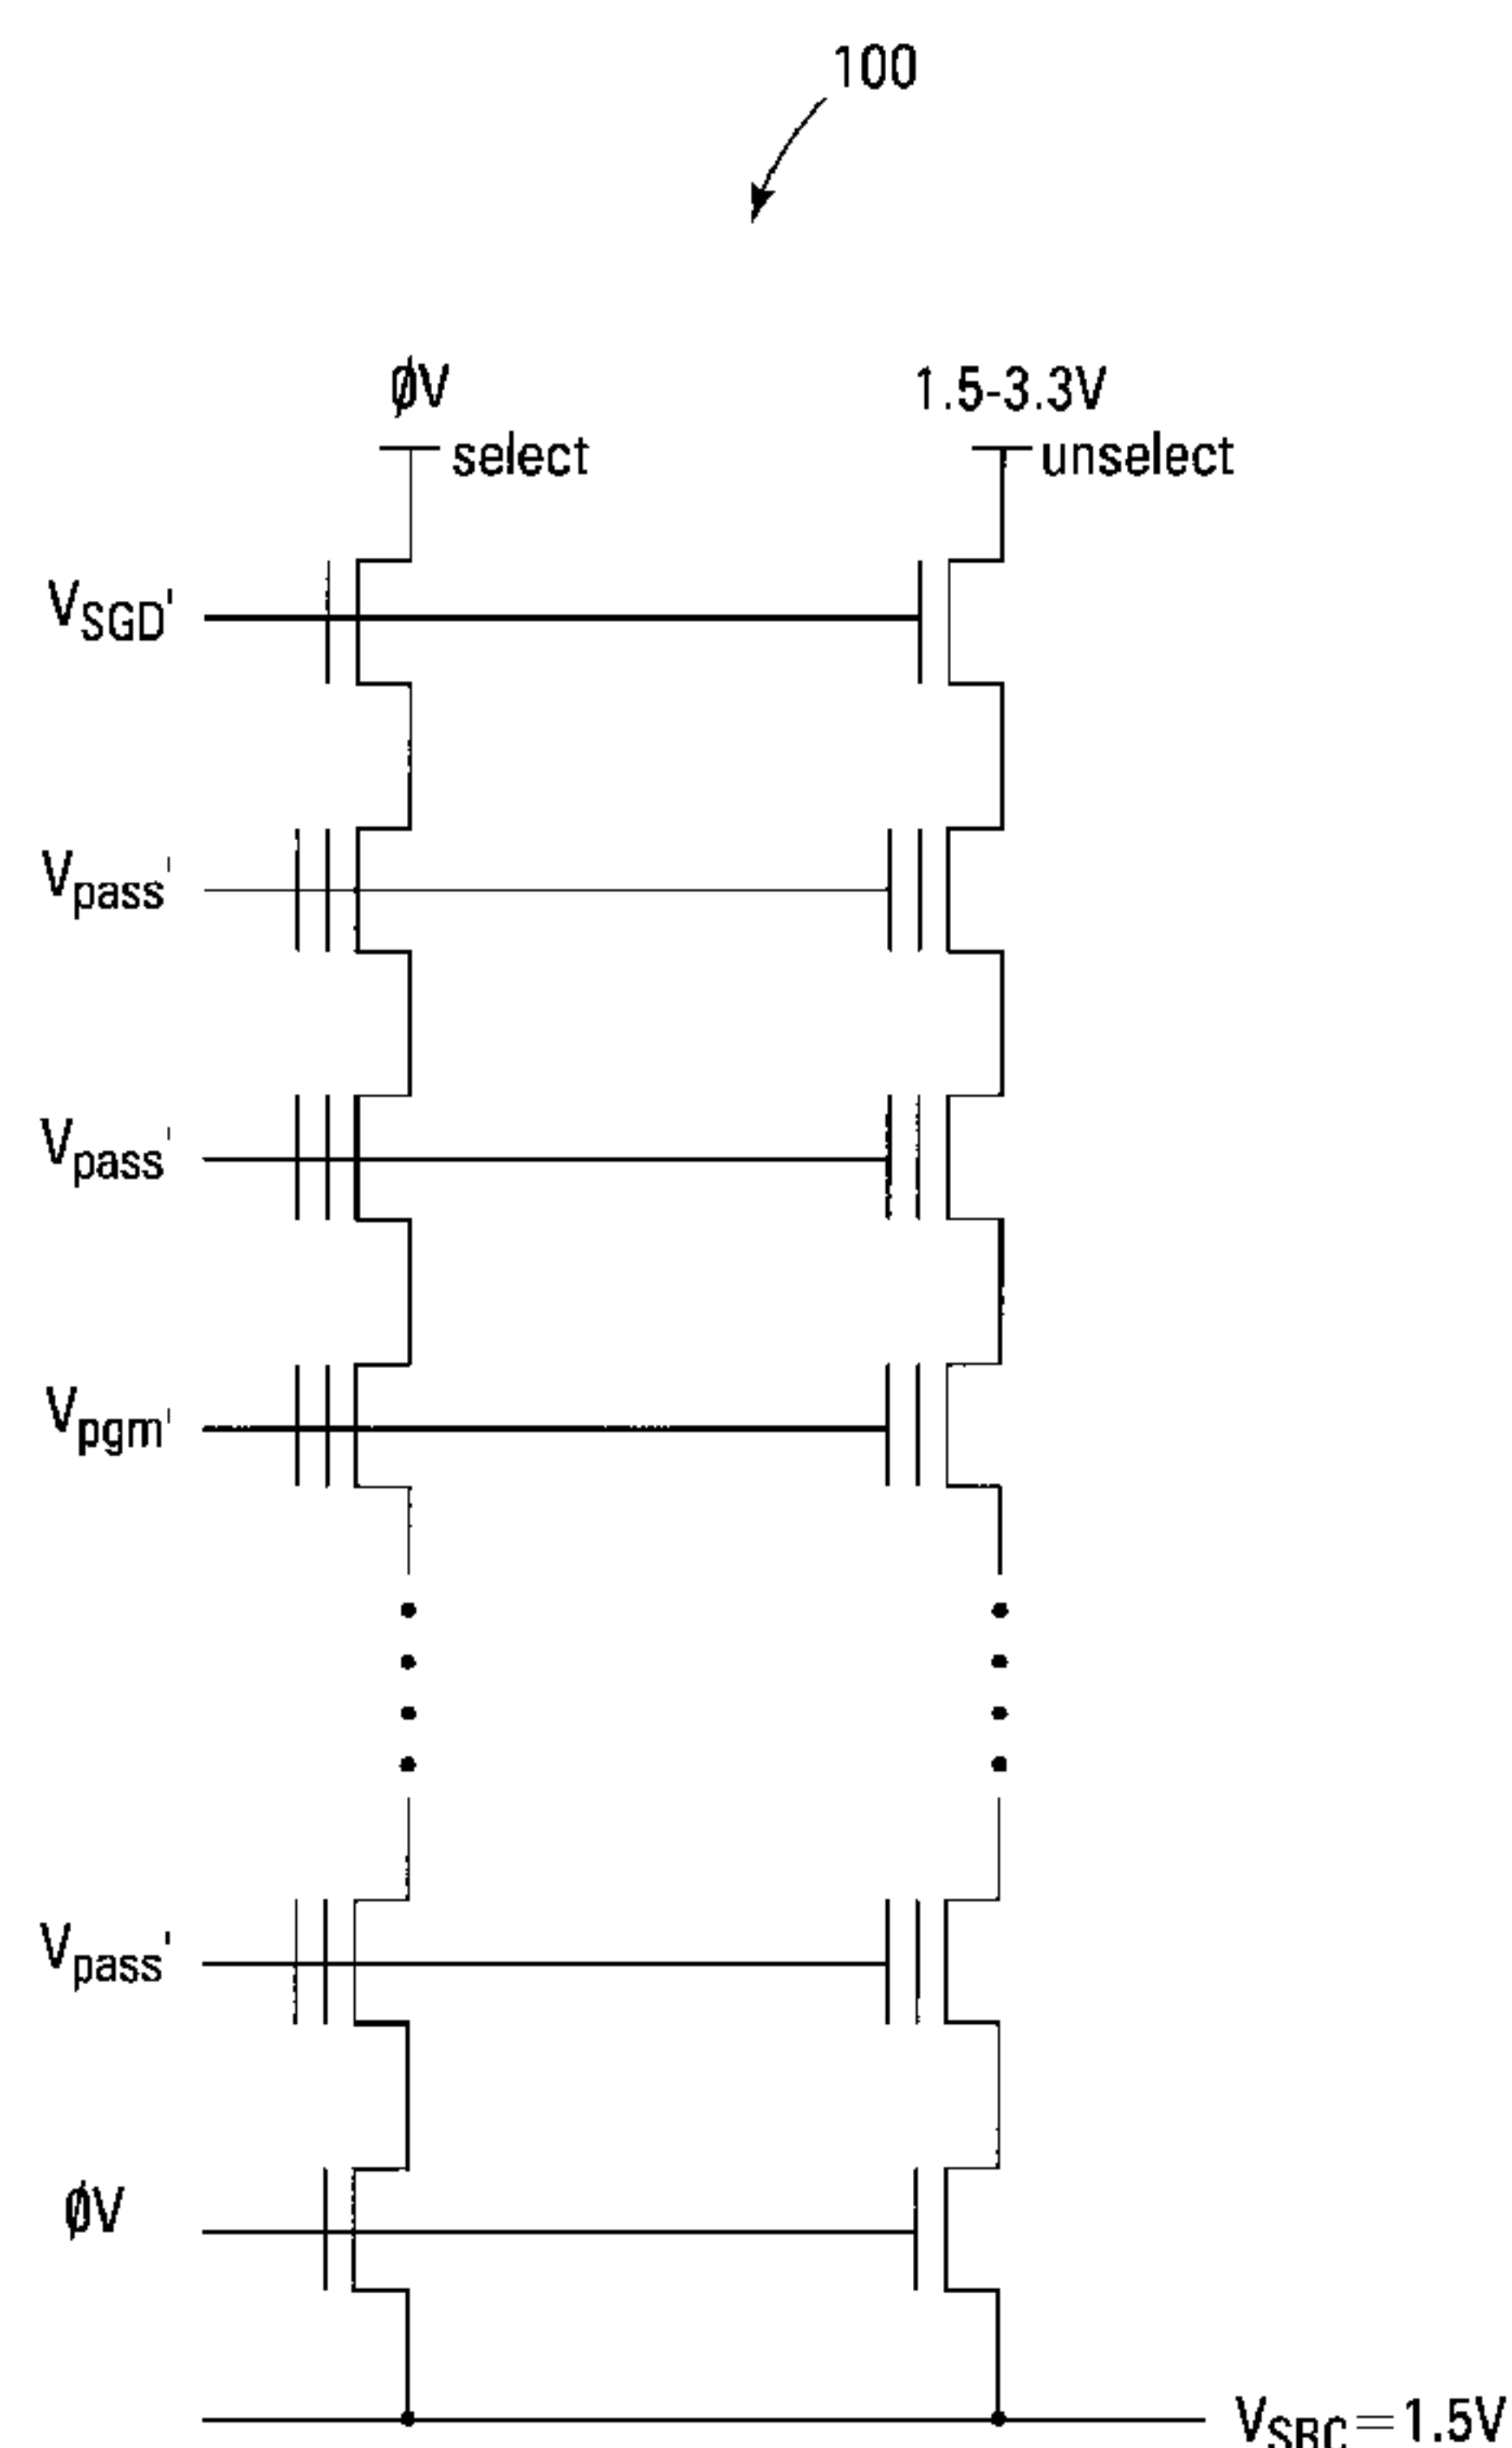 100
ØV
1.5-3.3V
select
unselect
VSGD'
Vpass'
Vpass'
Vpgm'
Vpass'
ØV
VSRC=1.5V